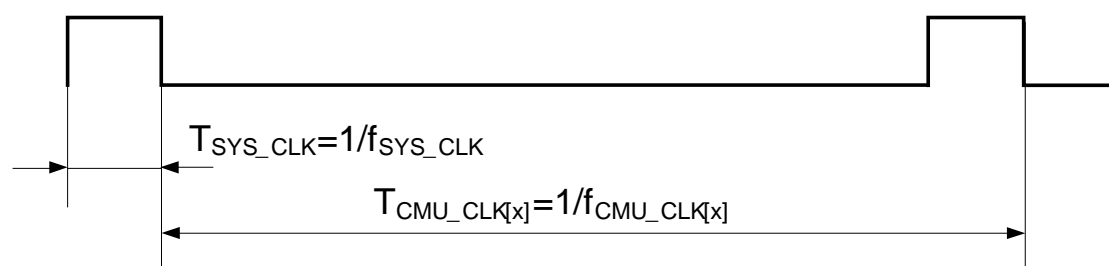 TSYS_CLK=1/fSYS_CLK
TCMU_CLK[x]=1/fCMU_CLK[x]